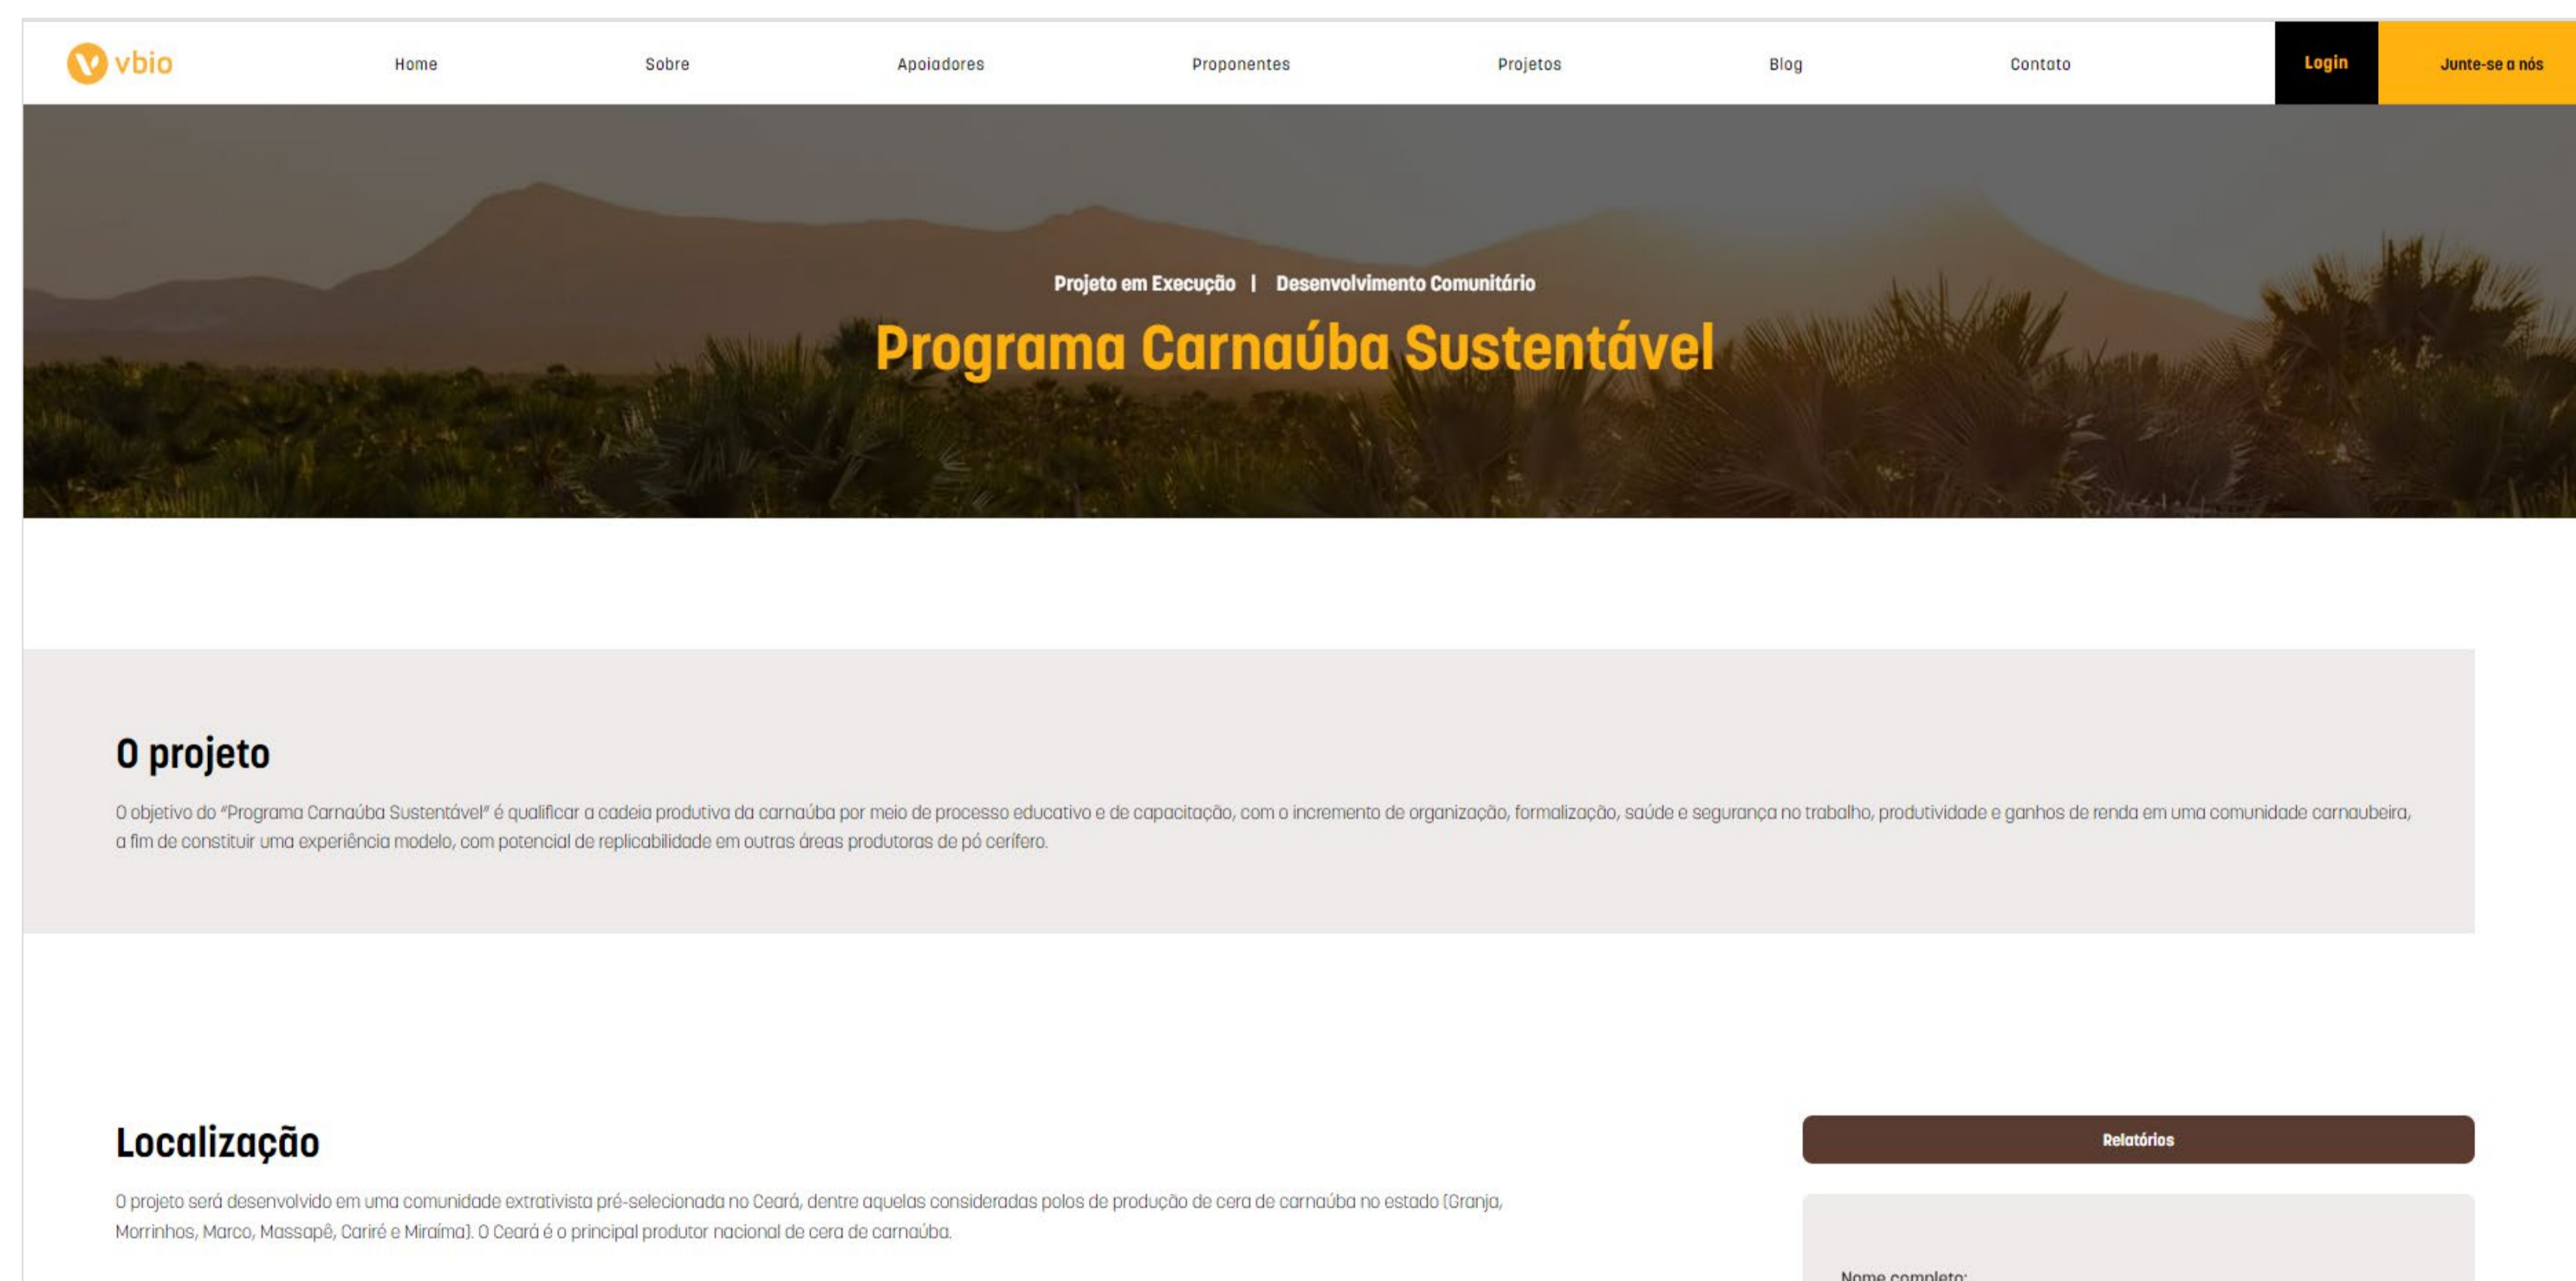 vbio
Home
Sobre
Apoiadores
Proponentes
Projetos
Blog
Contato
Login
Junte-se a nós
Projeto em Execução | Desenvolvimento Comunitário
Programa Carnaúba Sustentável
O projeto
O objetivo do “Programa Carnaúba Sustentável” é qualificar a cadeia produtiva da carnaúba por meio de processo educativo e de capacitação, com o incremento de organização, formalização, saúde e segurança no trabalho, produtividade e ganhos de renda em uma comunidade carnaubeira,
a fim de constituir uma experiência modelo, com potencial de replicabilidade em outras áreas produtoras de pó cerífero.
Localização
O projeto será desenvolvido em uma comunidade extrativista pré-selecionada no Ceará, dentre aquelas consideradas polos de produção de cera de carnaúba no estado (Granja,
Morrinhos, Marco, Massapê, Cariré e Miraíma). O Ceará é o principal produtor nacional de cera de carnaúba.
Relatórios
Nome completo: